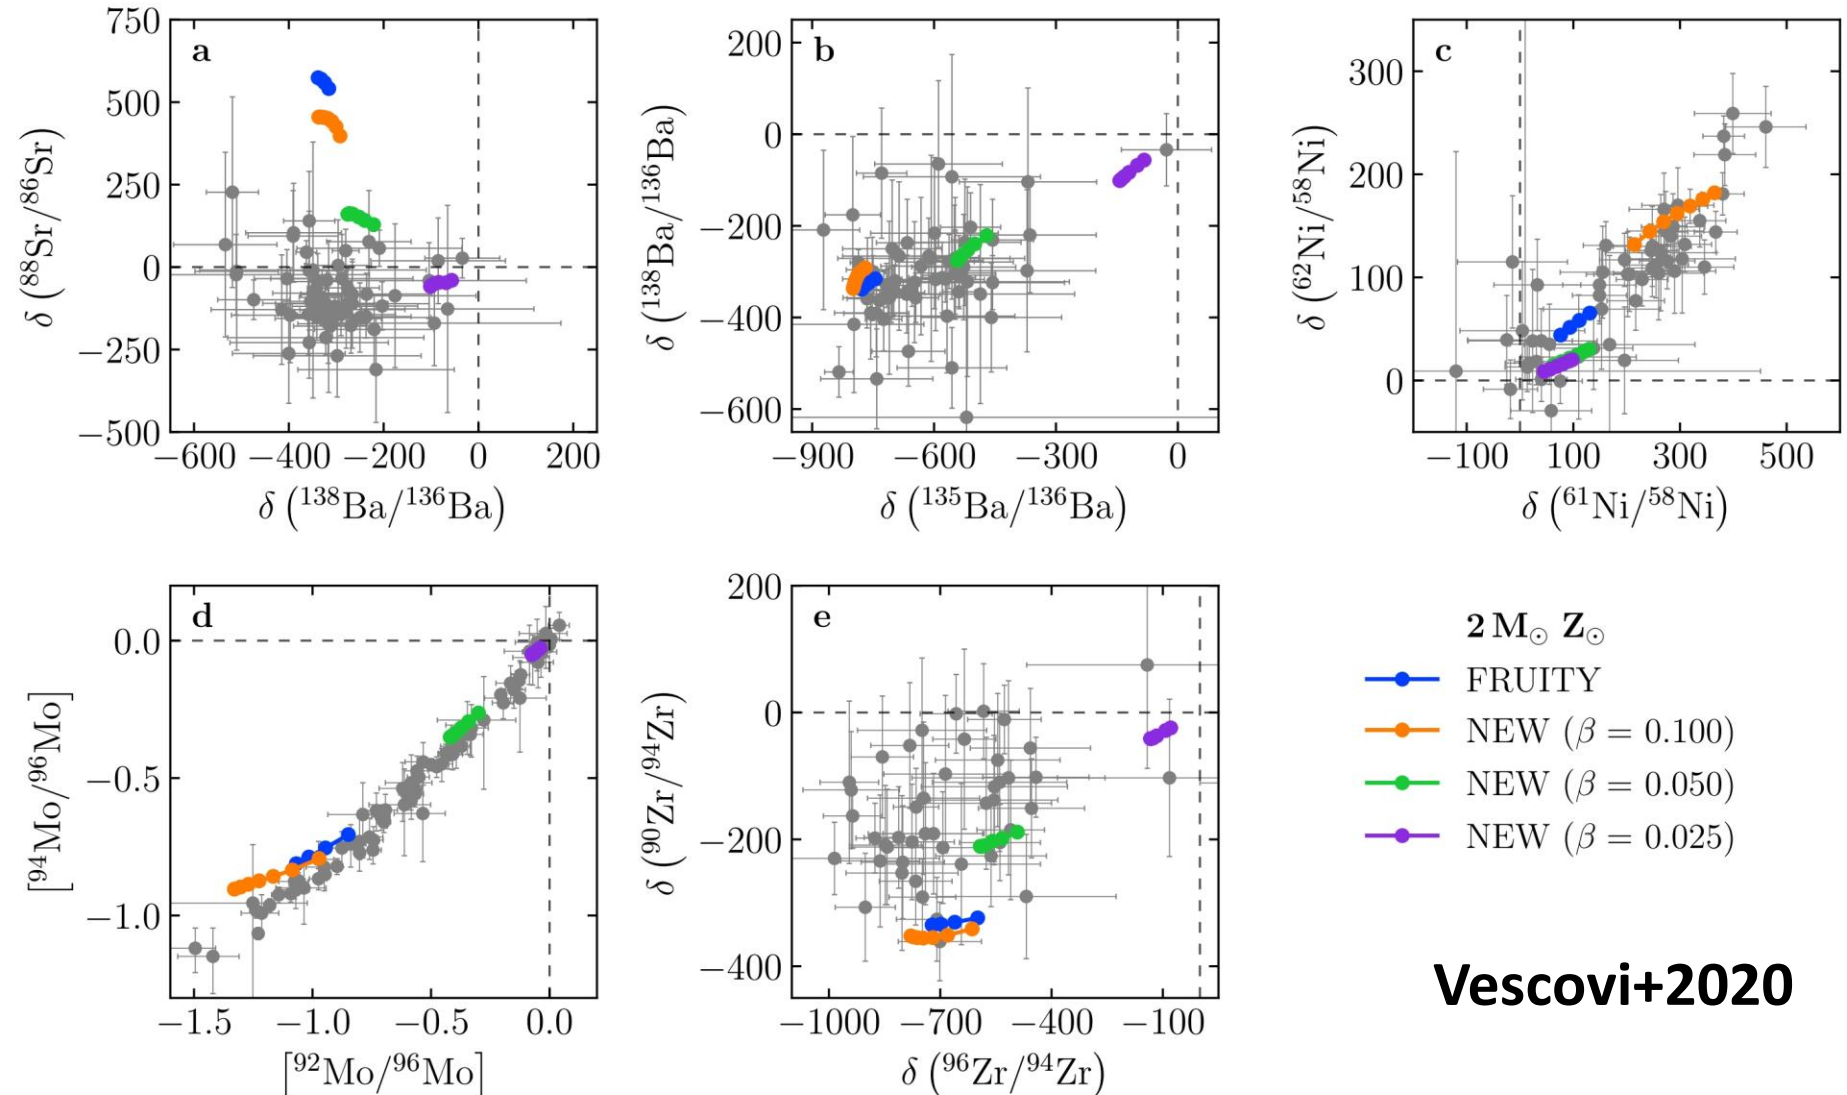 a
750
500
250
0
−250
−500
−600 −400 −200 0 200
δ (⁸⁸Sr/⁸⁶Sr)
δ (¹³⁸Ba/¹³⁶Ba)
b
200
0
−200
−400
−600
−900 −600 −300 0
δ (¹³⁸Ba/¹³⁶Ba)
δ (¹³⁵Ba/¹³⁶Ba)
c
300
200
100
0
−100 100 300 500
δ (⁶²Ni/⁵⁸Ni)
δ (⁶¹Ni/⁵⁸Ni)
d
0.0
−0.5
−1.0
−1.5 −1.0 −0.5 0.0
[⁹⁴Mo/⁹⁶Mo]
[⁹²Mo/⁹⁶Mo]
e
200
0
−200
−400
−1000 −700 −400 −100
δ (⁹⁰Zr/⁹⁴Zr)
δ (⁹⁶Zr/⁹⁴Zr)
2 M☉ Z☉
FRUITY
NEW (β = 0.100)
NEW (β = 0.050)
NEW (β = 0.025)
Vescovi+2020